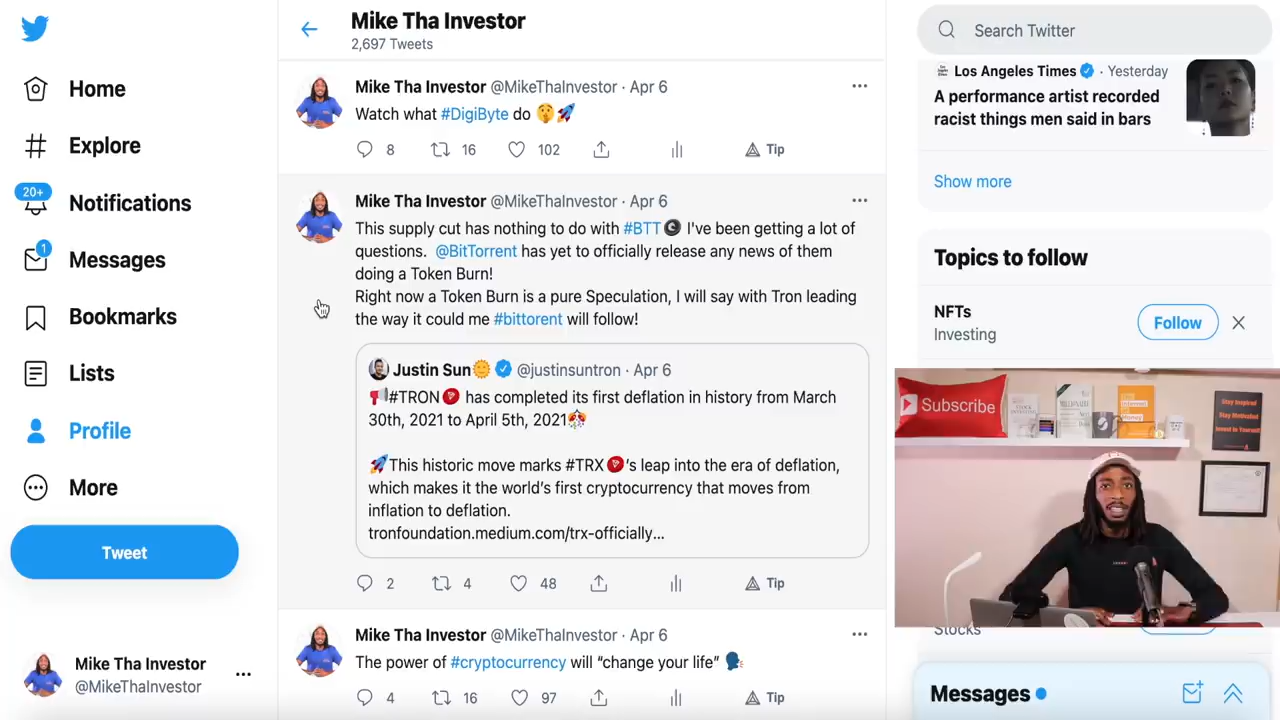 Home
Explore
20+
Notifications
1
Messages
Bookmarks
Lists
Profile
More
Tweet
Mike Tha Investor
@MikeThaInvestor
Mike Tha Investor
2,697 Tweets
Mike Tha Investor @MikeThaInvestor · Apr 6
Watch what #DigiByte do
8 16 102 Tip
Mike Tha Investor @MikeThaInvestor · Apr 6
This supply cut has nothing to do with #BTT I've been getting a lot of
questions. @BitTorrent has yet to officially release any news of them
doing a Token Burn!
Right now a Token Burn is a pure Speculation, I will say with Tron leading
the way it could me #bittorent will follow!
Justin Sun @justinsuntron · Apr 6
#TRON has completed its first deflation in history from March
30th, 2021 to April 5th, 2021
This historic move marks #TRX 's leap into the era of deflation,
which makes it the world's first cryptocurrency that moves from
inflation to deflation.
tronfoundation.medium.com/trx-officially...
2 4 48 Tip
Mike Tha Investor @MikeThaInvestor · Apr 6
The power of #cryptocurrency will “change your life”
4 16 97 Tip
Search Twitter
Los Angeles Times · Yesterday
A performance artist recorded
racist things men said in bars
Show more
Topics to follow
NFTs
Investing
Follow
Subscribe
Stay Inspired
Stay Motivated
Invest In Yourself
Stocks
Messages